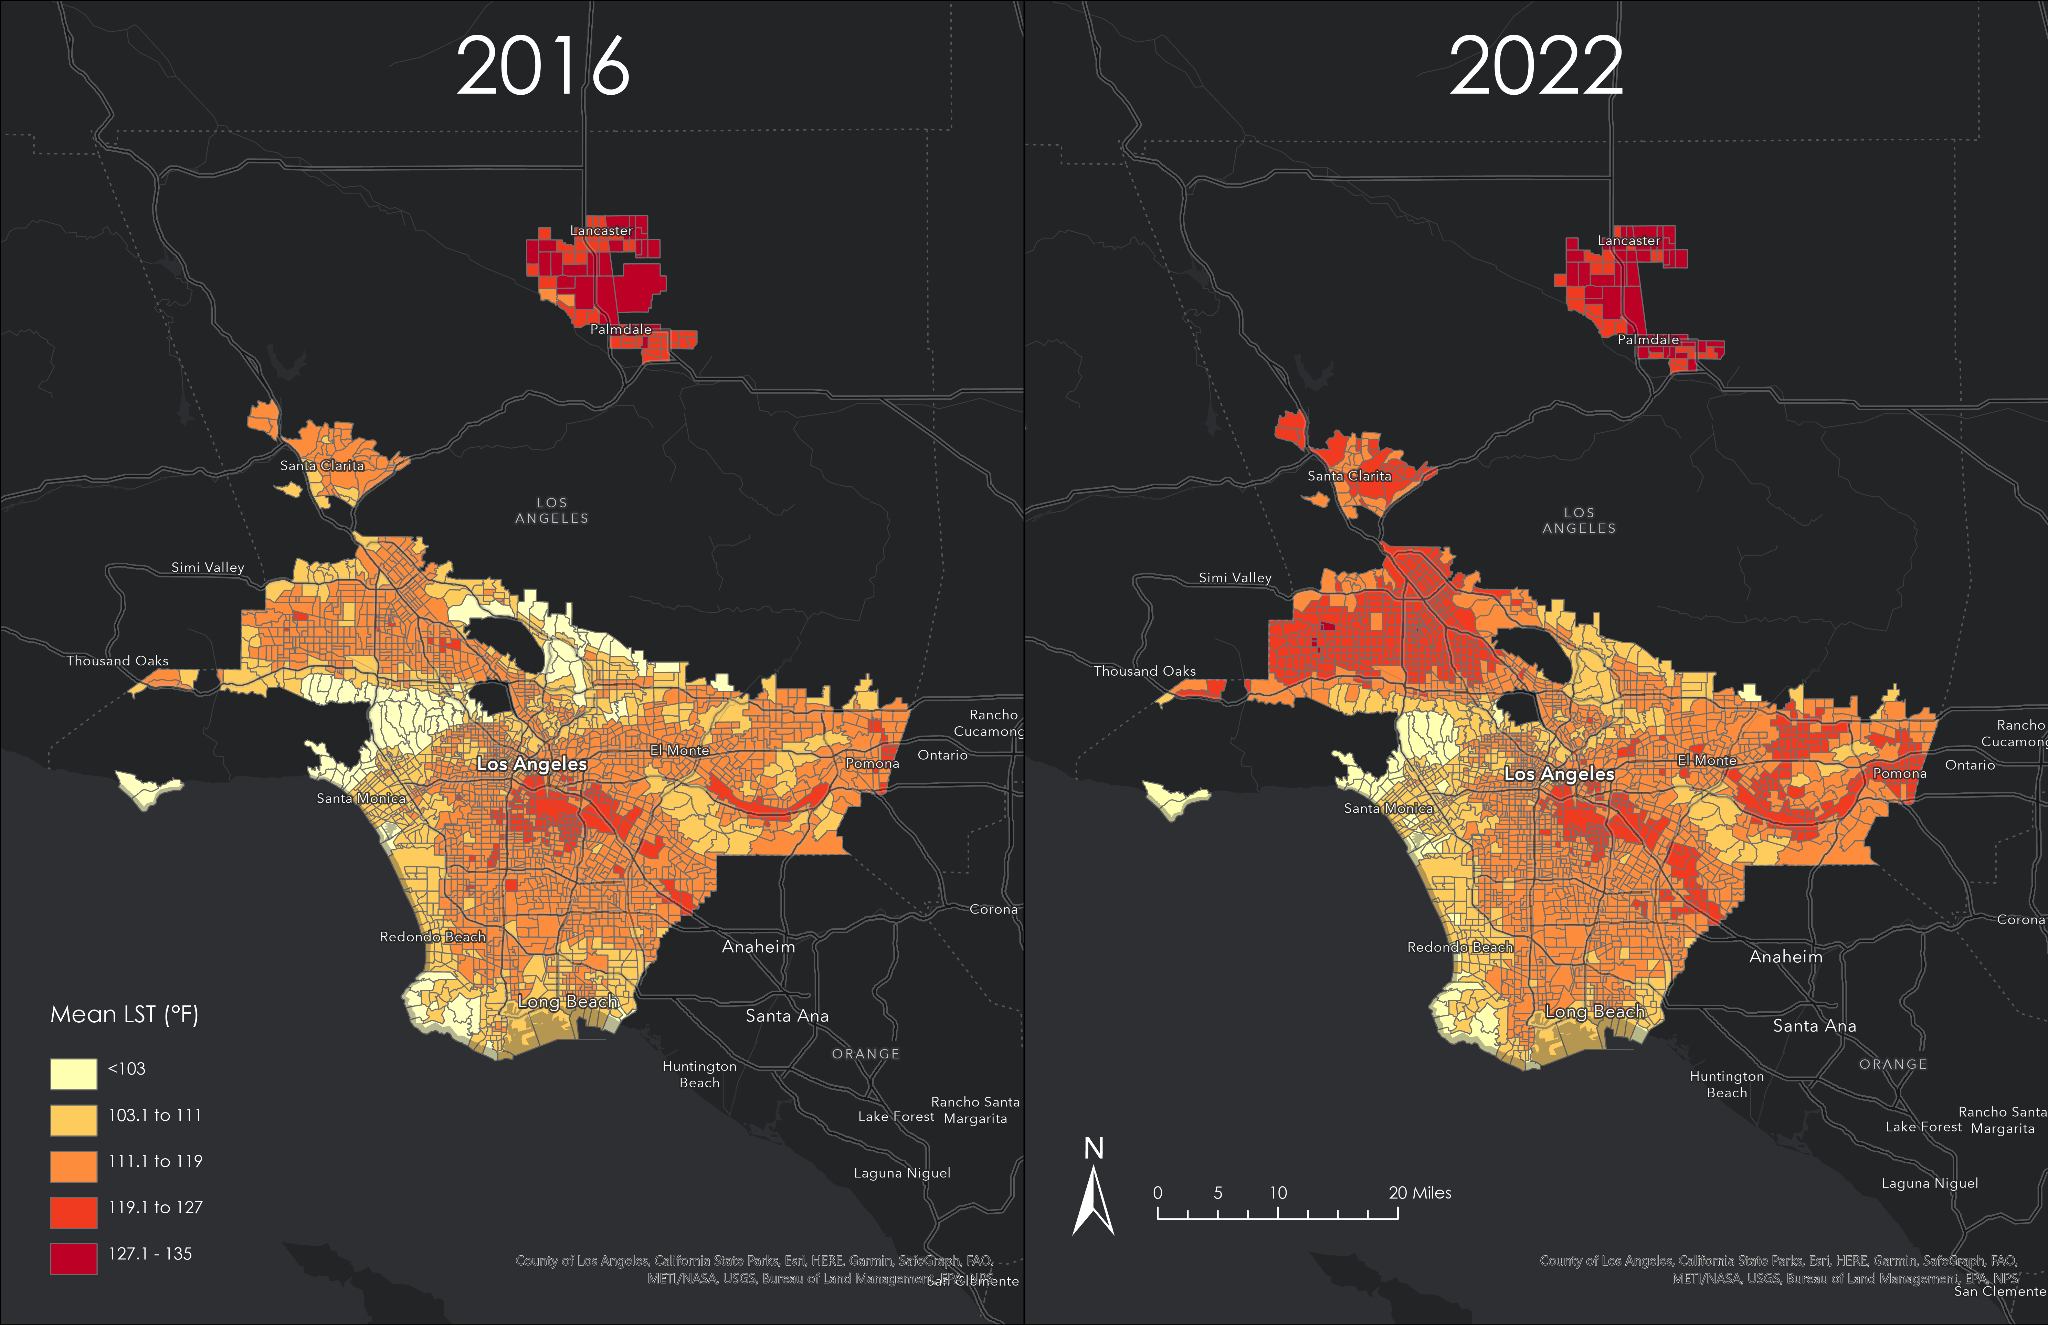 2016
Lancaster
Palmdale
Santa Clarita
LOS
ANGELES
Simi Valley
Thousand Oaks
Rancho
Cucamong
El Monte
Ontario
Los Angeles
Pomona
Santa Monica
Corona
Redondo Beach
Anaheim
Long Beach
Santa Ana
ORANGE
Huntington
Beach
Rancho Santa
Lake Forest Margarita
Laguna Niguel
Mean LST (°F)
<103
103.1 to 111
111.1 to 119
119.1 to 127
127.1 - 135
County of Los Angeles, California State Parks, Esri, HERE, Garmin, SafeGraph, FAO,
METI/NASA, USGS, Bureau of Land Management, EPA, NPS
San Clemente
2022
Lancaster
Palmdale
Santa Clarita
LOS
ANGELES
Simi Valley
Thousand Oaks
Rancho
Cucamong
El Monte
Ontario
Los Angeles
Pomona
Santa Monica
Corona
Redondo Beach
Anaheim
Long Beach
Santa Ana
ORANGE
Huntington
Beach
Rancho Santa
Lake Forest Margarita
Laguna Niguel
N
0 5 10 20 Miles
County of Los Angeles, California State Parks, Esri, HERE, Garmin, SafeGraph, FAO,
METI/NASA, USGS, Bureau of Land Management, EPA, NPS
San Clemente